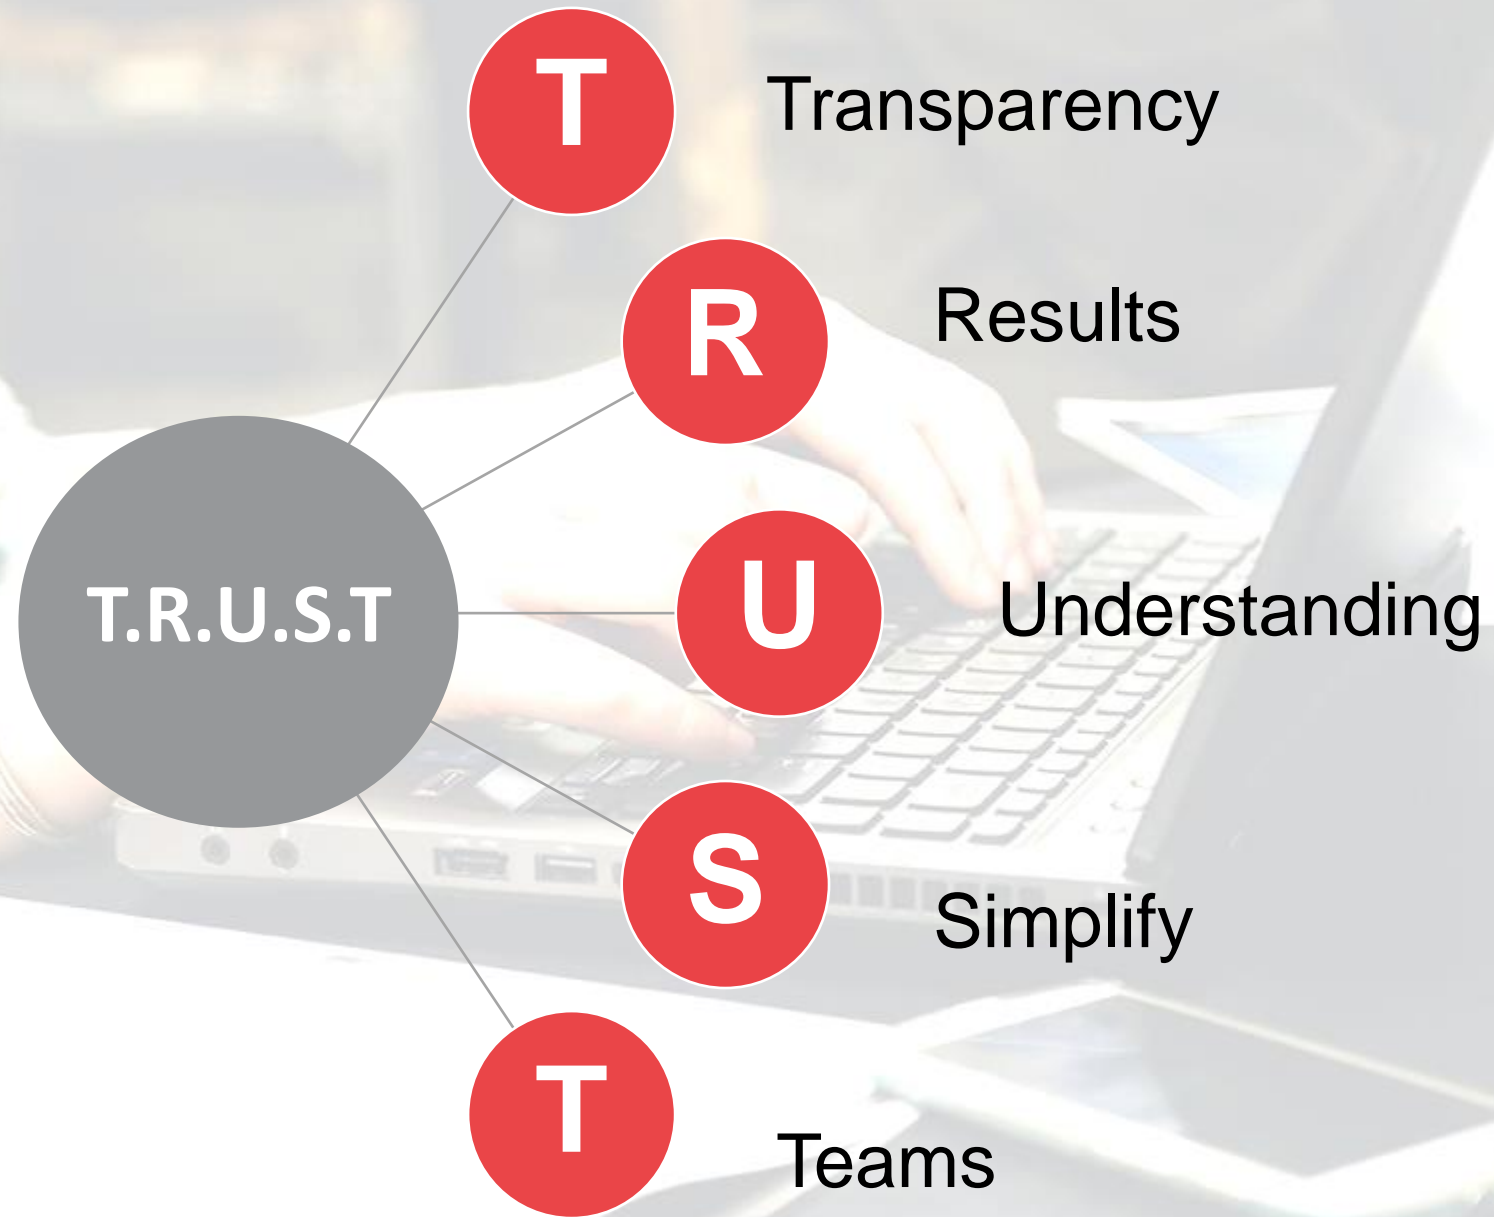 T
Transparency
R
Results
T.R.U.S.T
U
Understanding
S
Simplify
T
Teams